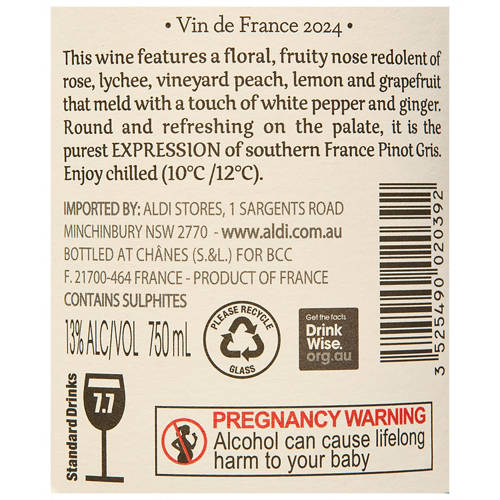 • Vin de France 2024 •
This wine features a floral, fruity nose redolent of
rose, lychee, vineyard peach, lemon and grapefruit
that meld with a touch of white pepper and ginger.
Round and refreshing on the palate, it is the
purest EXPRESSION of southern France Pinot Gris.
Enjoy chilled (10°C /12°C).
IMPORTED BY: ALDI STORES, 1 SARGENTS ROAD
MINCHINBURY NSW 2770 - www.aldi.com.au
BOTTLED AT CHÂNES (S.&L.) FOR BCC
F. 21700-464 FRANCE - PRODUCT OF FRANCE
CONTAINS SULPHITES
13% ALC/VOL 750 mL
PLEASE RECYCLE
GLASS
Get the facts
Drink
Wise.
org.au
3 525490 020392
Standard Drinks
7.7
PREGNANCY WARNING
Alcohol can cause lifelong
harm to your baby